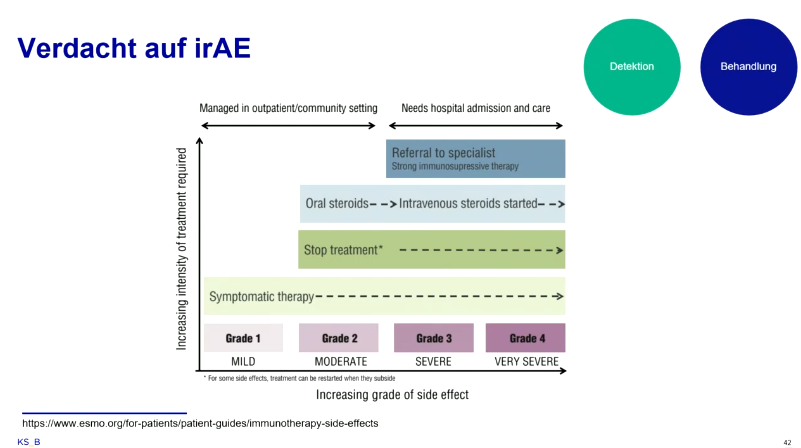 Verdacht auf irAE
Detektion
Behandlung
Managed in outpatient/community setting
Needs hospital admission and care
Increasing intensity of treatment required
Referral to specialist
Strong immunosupressive therapy
Oral steroids
Intravenous steroids started
Stop treatment*
Symptomatic therapy
Grade 1
Grade 2
Grade 3
Grade 4
MILD
MODERATE
SEVERE
VERY SEVERE
* For some side effects, treatment can be restarted when they subside
Increasing grade of side effect
https://www.esmo.org/for-patients/patient-guides/immunotherapy-side-effects
KS_B
42